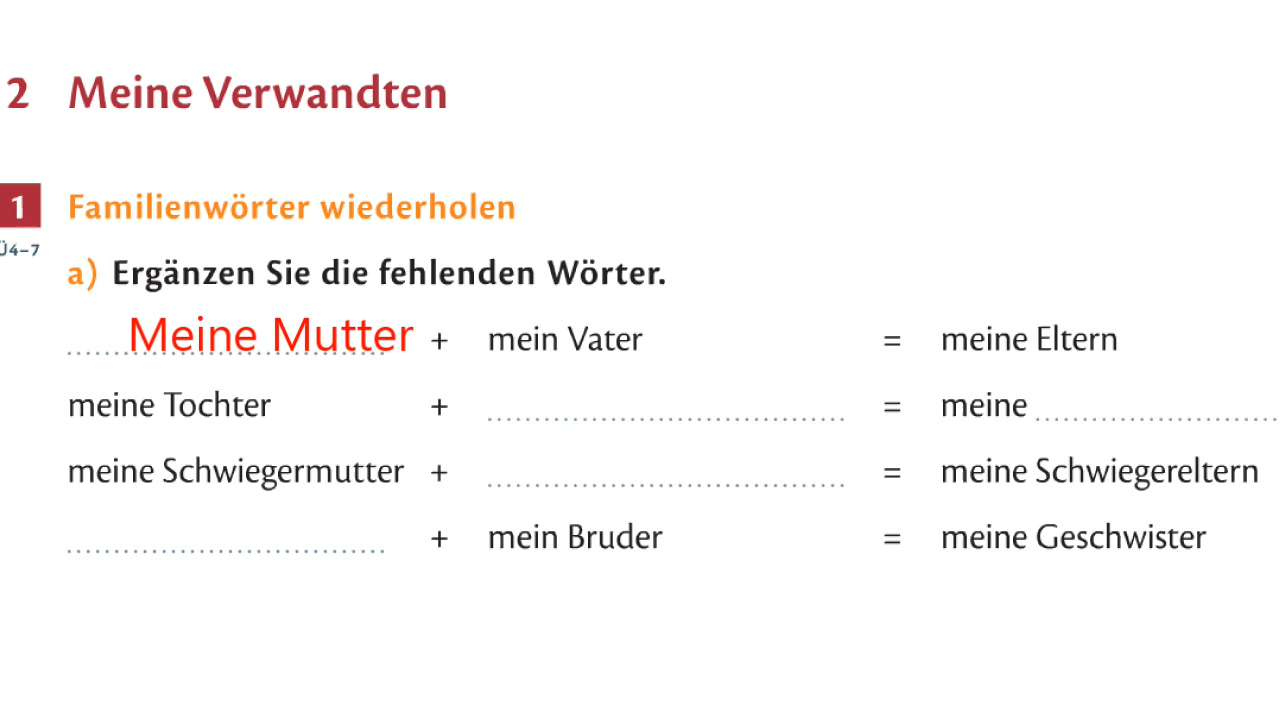 2 Meine Verwandten
1 Familienwörter wiederholen
Ü4–7
a) Ergänzen Sie die fehlenden Wörter.
Meine Mutter + mein Vater = meine Eltern
meine Tochter + = meine
meine Schwiegermutter + = meine Schwiegereltern
+ mein Bruder = meine Geschwister